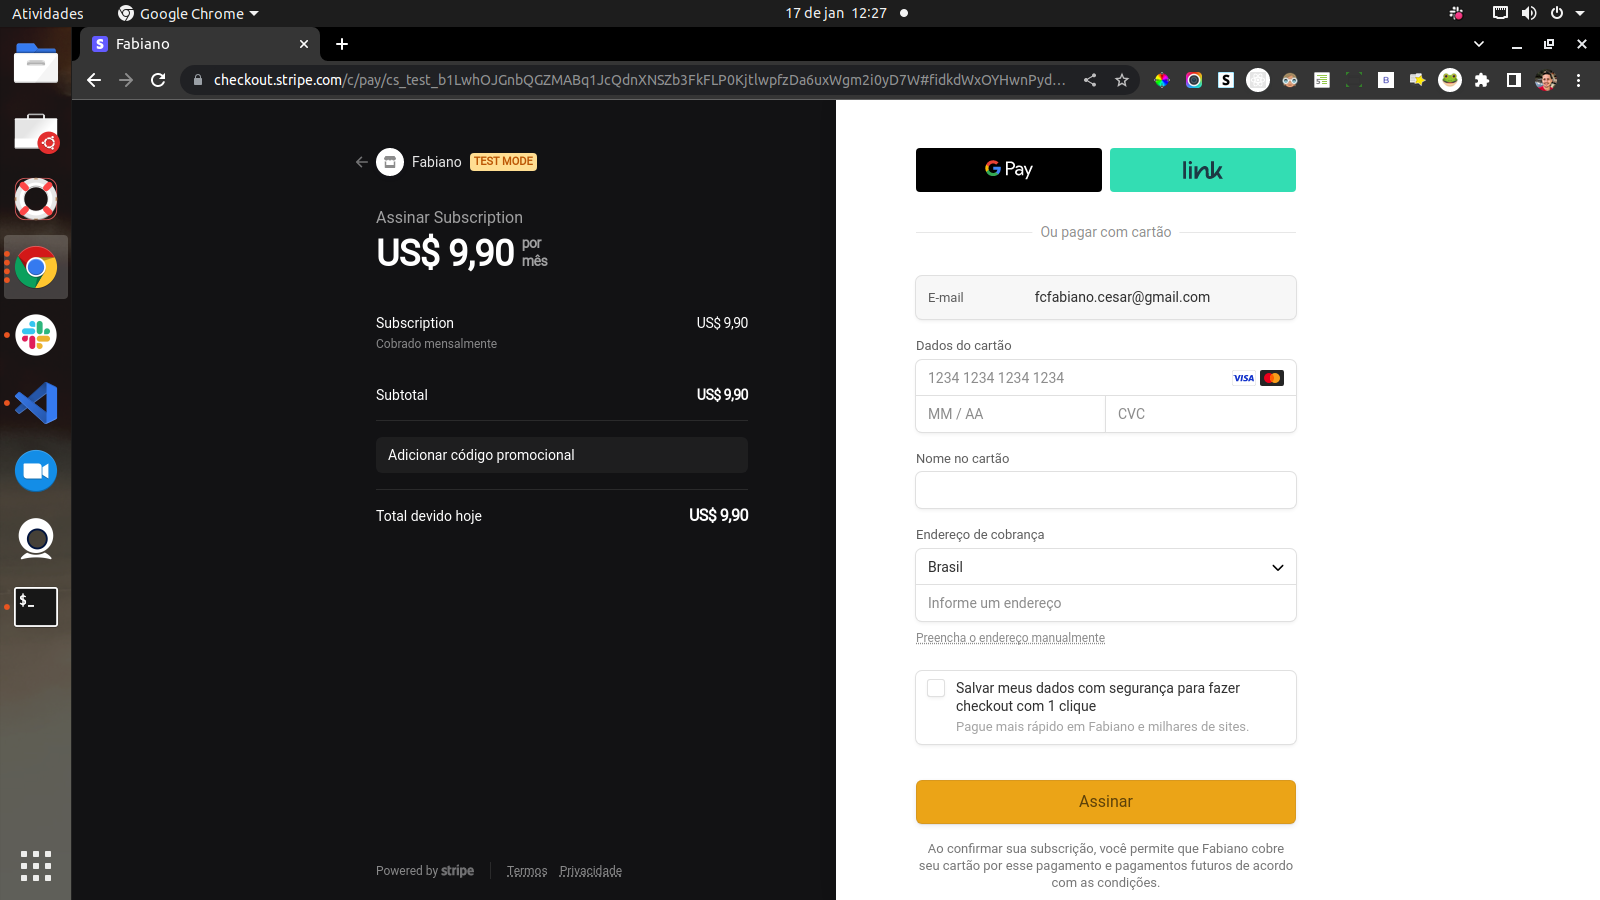 Atividades
Google Chrome
17 de jan 12:27
Fabiano
checkout.stripe.com/c/pay/cs_test_b1LwhOJGnbQGZMABq1JcQdnXNSZb3FkFLP0KjtlwpfzDa6uxWgm2i0yD7W#fidkdWxOYHwnPyd...
Fabiano TEST MODE
Assinar Subscription
US$ 9,90 por mês
Subscription US$ 9,90
Cobrado mensalmente
Subtotal US$ 9,90
Adicionar código promocional
Total devido hoje US$ 9,90
Powered by stripe
Termos Privacidade
G Pay
link
Ou pagar com cartão
E-mail fcfabiano.cesar@gmail.com
Dados do cartão
1234 1234 1234 1234 VISA
MM / AA CVC
Nome no cartão
Endereço de cobrança
Brasil
Informe um endereço
Preencha o endereço manualmente
Salvar meus dados com segurança para fazer
checkout com 1 clique
Pague mais rápido em Fabiano e milhares de sites.
Assinar
Ao confirmar sua subscrição, você permite que Fabiano cobre
seu cartão por esse pagamento e pagamentos futuros de acordo
com as condições.